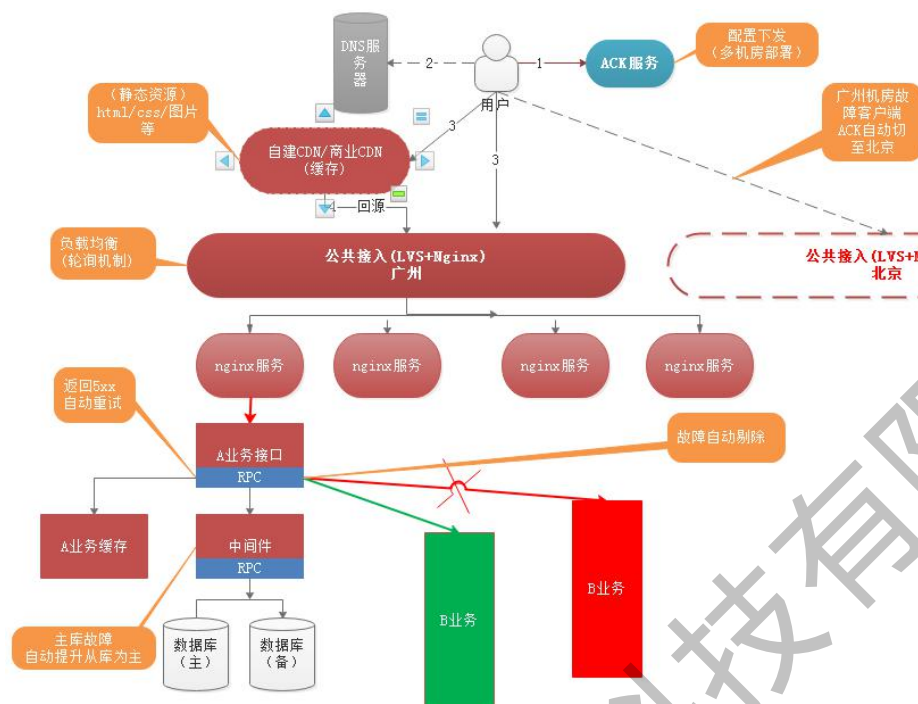 DNS服
务器
2
1
用户
ACK服务
配置下发
(多机房部署)
(静态资源)
html/css/图片
等
广州机房故
障客户端
ACK自动切
至北京
3
3
自建CDN/商业CDN
(缓存)
4
回源
负载均衡
(轮询机制)
公共接入(LVS+Nginx)
广州
公共接入(LVS+N
北京
nginx服务
nginx服务
nginx服务
nginx服务
返回5xx
自动重试
A业务接口
RPC
故障自动剔除
A业务缓存
中间件
RPC
B业务
B业务
主库故障
自动提升从库为主
数据库
(主)
数据库
(备)
科技有限